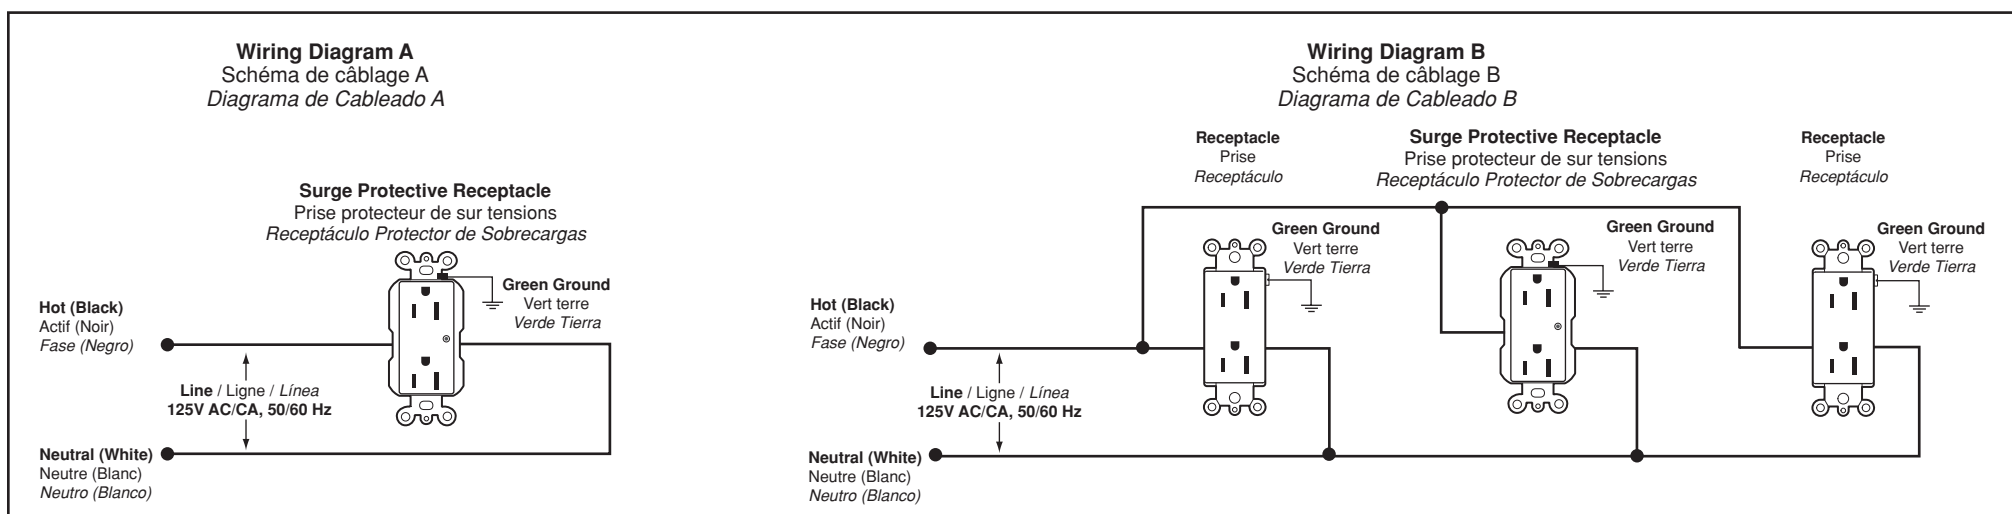 Wiring Diagram A
Schéma de câblage A
Diagrama de Cableado A
Surge Protective Receptacle
Prise protecteur de sur tensions
Receptáculo Protector de Sobrecargas
Green Ground
Vert terre
Verde Tierra
Hot (Black)
Actif (Noir)
Fase (Negro)
Line / Ligne / Línea
125V AC/CA, 50/60 Hz
Neutral (White)
Neutre (Blanc)
Neutro (Blanco)
Wiring Diagram B
Schéma de câblage B
Diagrama de Cableado B
Receptacle
Prise
Receptáculo
Surge Protective Receptacle
Prise protecteur de sur tensions
Receptáculo Protector de Sobrecargas
Receptacle
Prise
Receptáculo
Green Ground
Vert terre
Verde Tierra
Green Ground
Vert terre
Verde Tierra
Green Ground
Vert terre
Verde Tierra
Hot (Black)
Actif (Noir)
Fase (Negro)
Line / Ligne / Línea
125V AC/CA, 50/60 Hz
Neutral (White)
Neutre (Blanc)
Neutro (Blanco)